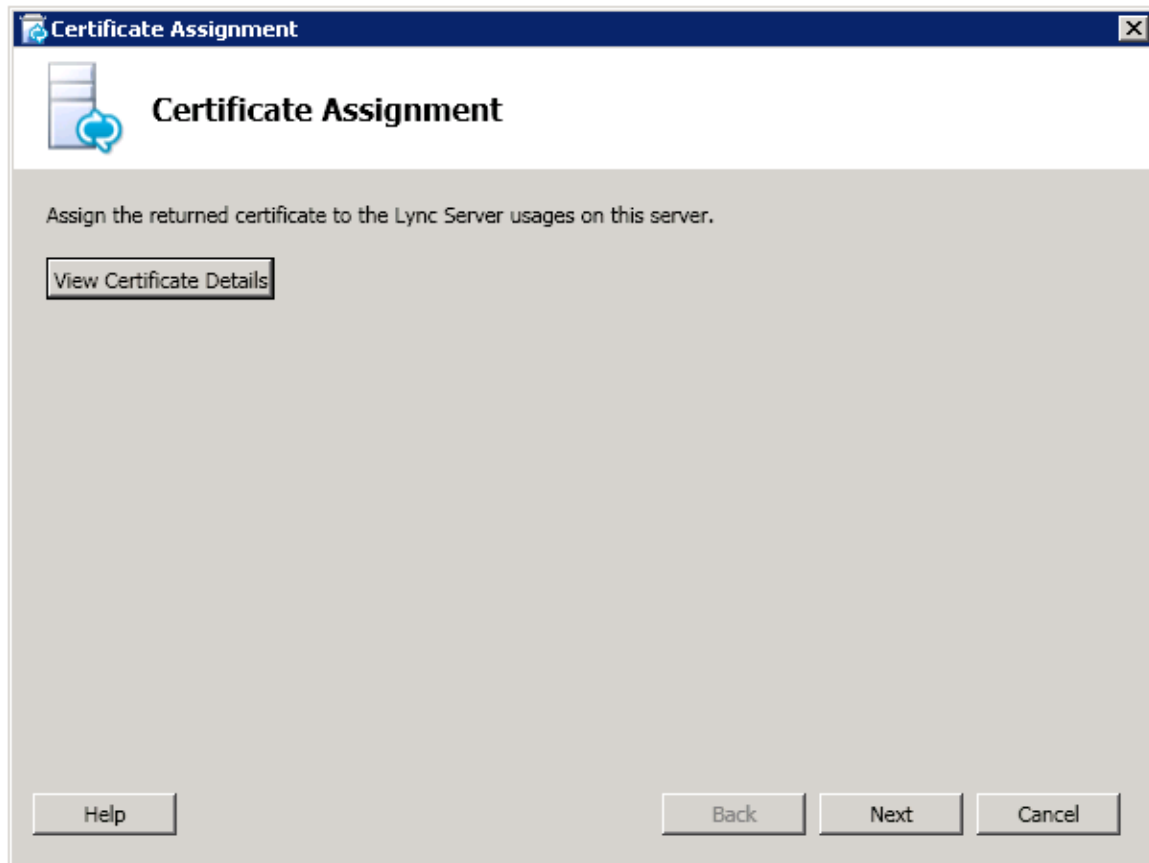 Certificate Assignment
Certificate Assignment
Assign the returned certificate to the Lync Server usages on this server.
View Certificate Details
Help Back Next Cancel